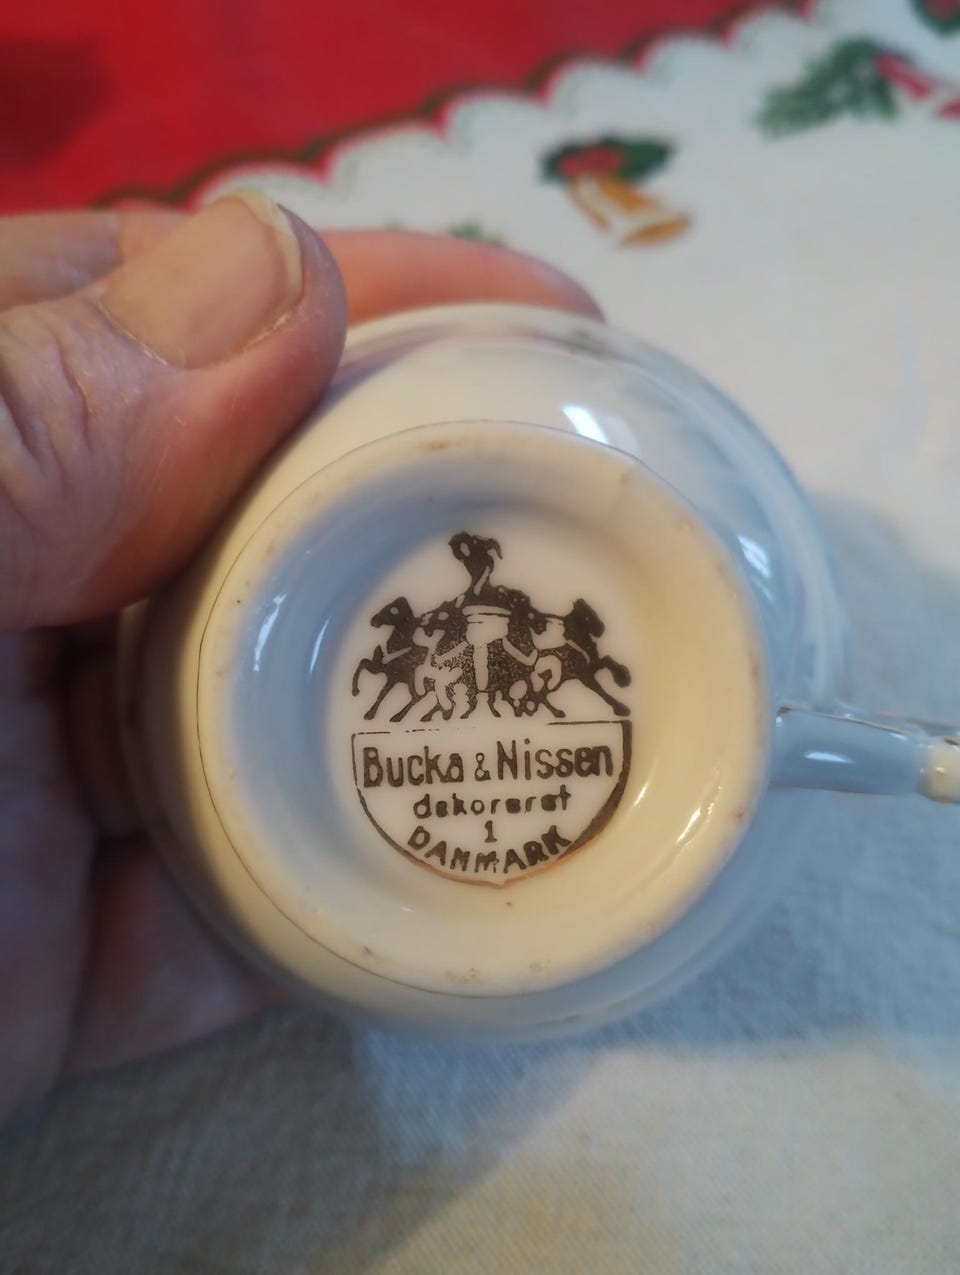 Bucka & Nissen
dekoreret
1
DANMARK